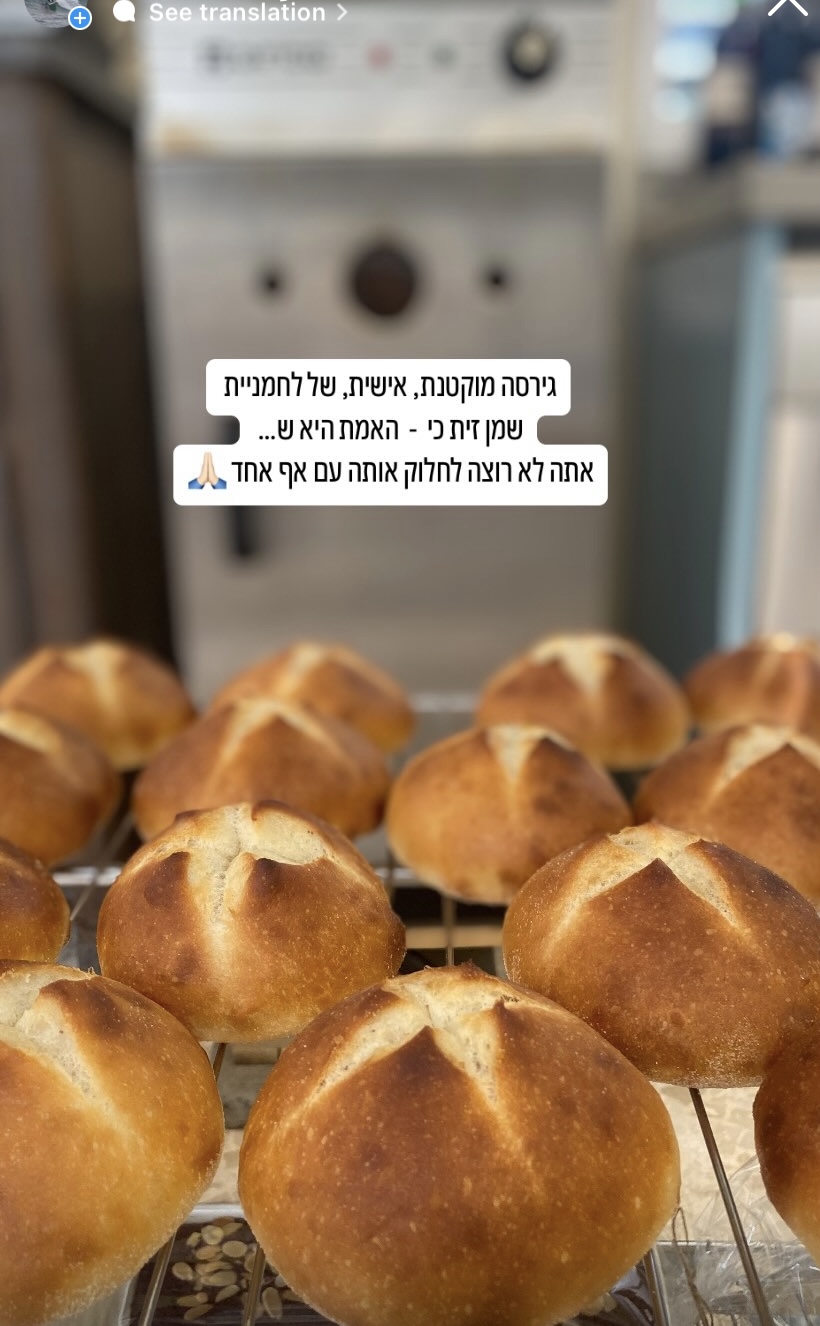 See translation >
גירסה מוקטנת, אישית, של לחמניית
שמן זית כי - האמת היא ש...
אתה לא רוצה לחלוק אותה עם אף אחד🙏🏻